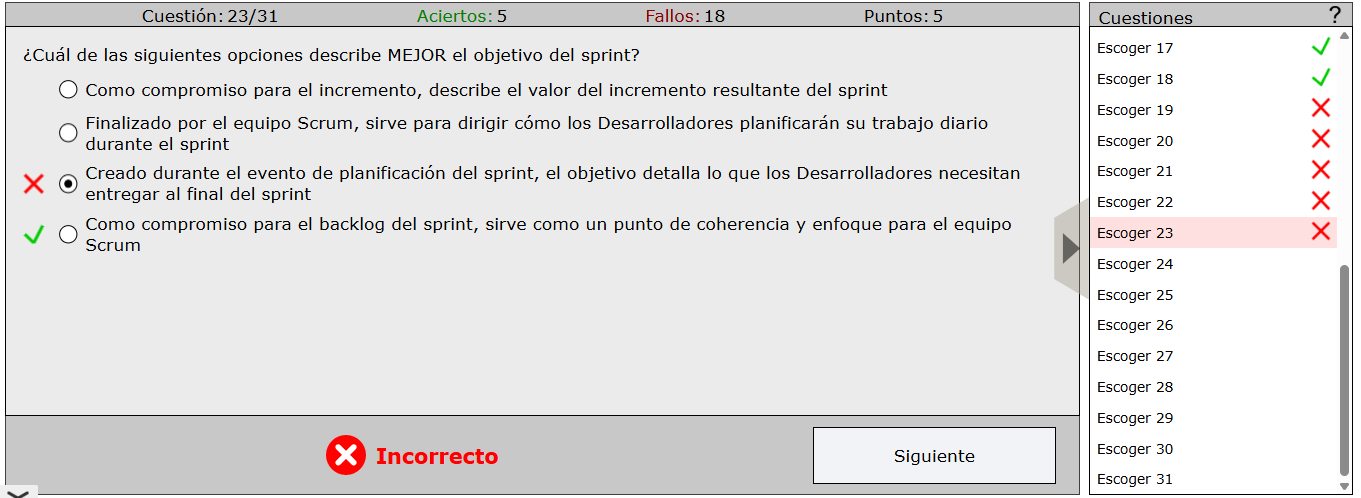 Cuestión: 23/31 Aciertos: 5 Fallos: 18 Puntos: 5
¿Cuál de las siguientes opciones describe MEJOR el objetivo del sprint?
Como compromiso para el incremento, describe el valor del incremento resultante del sprint
Finalizado por el equipo Scrum, sirve para dirigir cómo los Desarrolladores planificarán su trabajo diario
durante el sprint
Creado durante el evento de planificación del sprint, el objetivo detalla lo que los Desarrolladores necesitan
entregar al final del sprint
Como compromiso para el backlog del sprint, sirve como un punto de coherencia y enfoque para el equipo
Scrum
Incorrecto
Siguiente
Cuestiones ?
Escoger 17
Escoger 18
Escoger 19
Escoger 20
Escoger 21
Escoger 22
Escoger 23
Escoger 24
Escoger 25
Escoger 26
Escoger 27
Escoger 28
Escoger 29
Escoger 30
Escoger 31